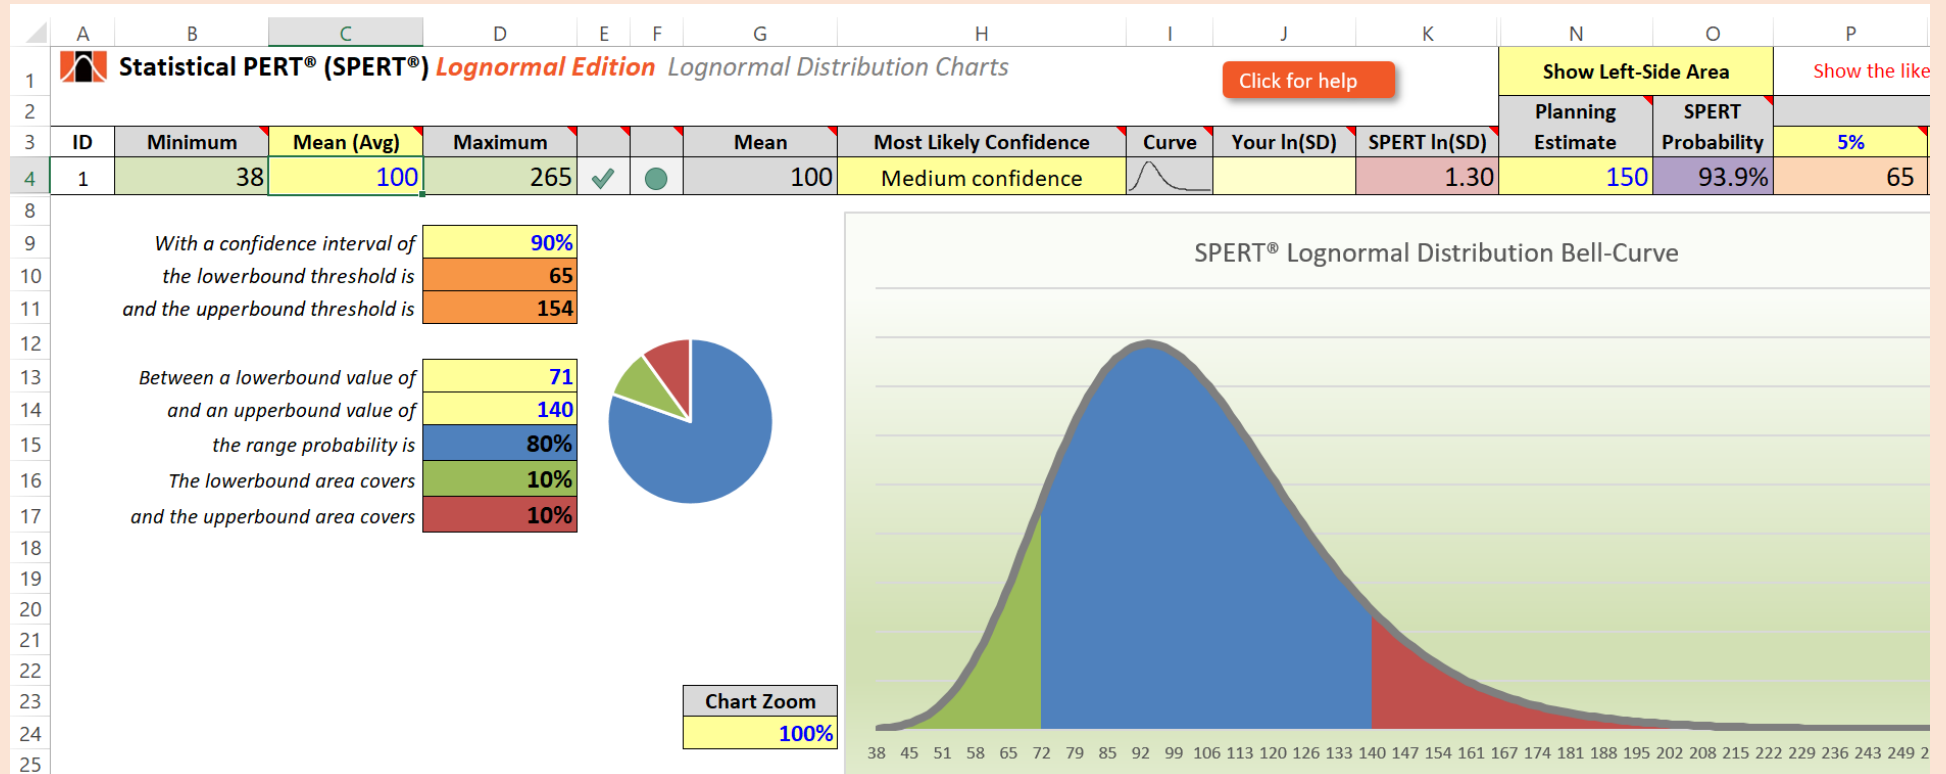 A B C D E F G H I J K N O P
1 Statistical PERT® (SPERT®) Lognormal Edition Lognormal Distribution Charts Click for help Show Left-Side Area Show the like
2 Planning SPERT
3 ID Minimum Mean (Avg) Maximum Mean Most Likely Confidence Curve Your ln(SD) SPERT ln(SD) Estimate Probability 5%
4 1 38 100 265 100 Medium confidence 1.30 150 93.9% 65
8
SPERT® Lognormal Distribution Bell-Curve
9 With a confidence interval of 90%
10 the lowerbound threshold is 65
11 and the upperbound threshold is 154
12
13 Between a lowerbound value of 71
14 and an upperbound value of 140
15 the range probability is 80%
16 The lowerbound area covers 10%
17 and the upperbound area covers 10%
18
19
20
21
22
23 Chart Zoom
24 100%
38 45 51 58 65 72 79 85 92 99 106 113 120 126 133 140 147 154 161 167 174 181 188 195 202 208 215 222 229 236 243 249 2
25